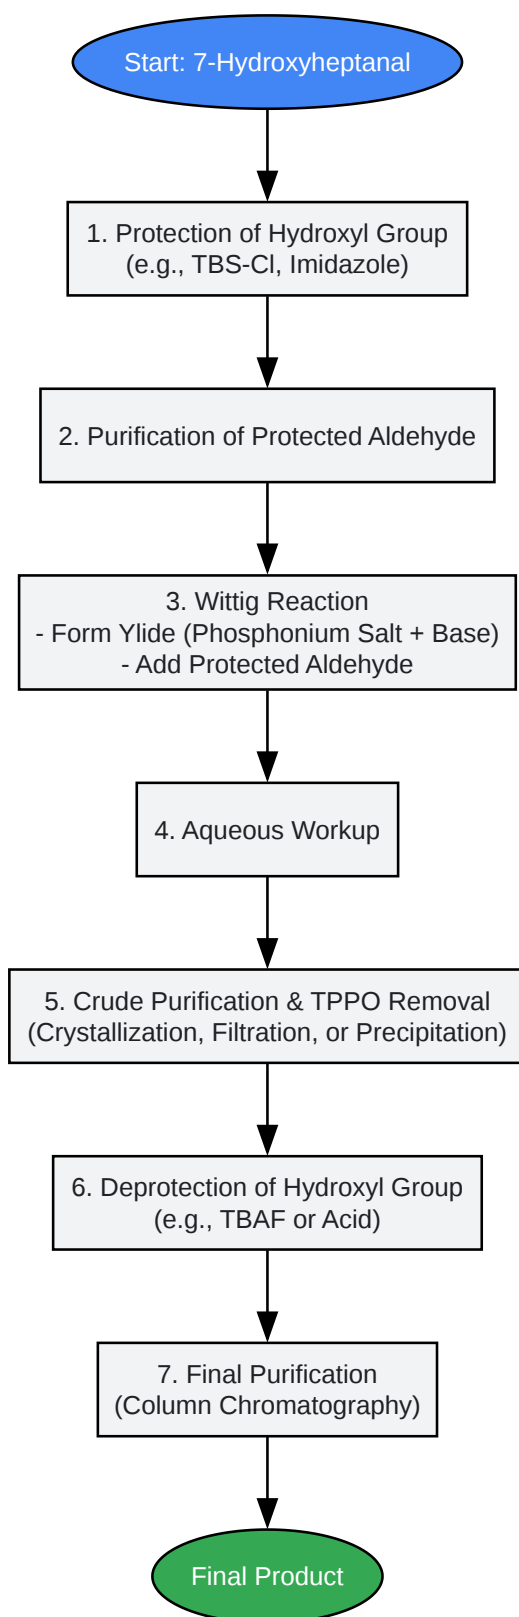 Start: 7-Hydroxyheptanal
1. Protection of Hydroxyl Group
(e.g., TBS-Cl, Imidazole)
2. Purification of Protected Aldehyde
3. Wittig Reaction
- Form Ylide (Phosphonium Salt + Base)
- Add Protected Aldehyde
4. Aqueous Workup
5. Crude Purification & TPPO Removal
(Crystallization, Filtration, or Precipitation)
6. Deprotection of Hydroxyl Group
(e.g., TBAF or Acid)
7. Final Purification
(Column Chromatography)
Final Product